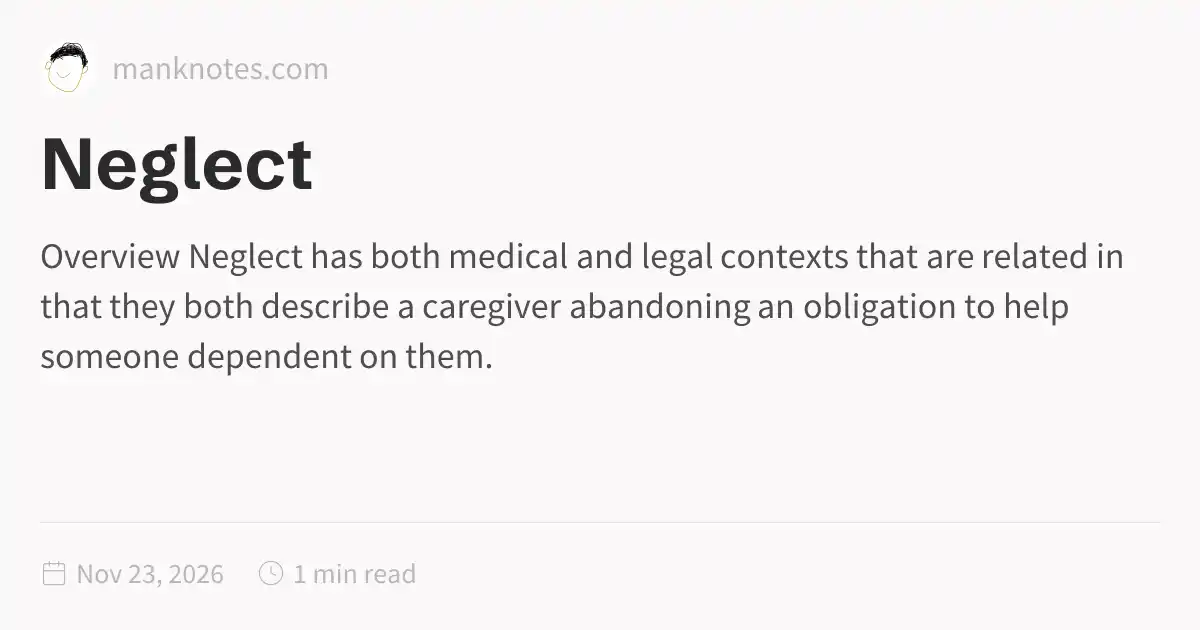 manknotes.com
Neglect
Overview Neglect has both medical and legal contexts that are related in
that they both describe a caregiver abandoning an obligation to help
someone dependent on them.
Nov 23, 2026 1 min read